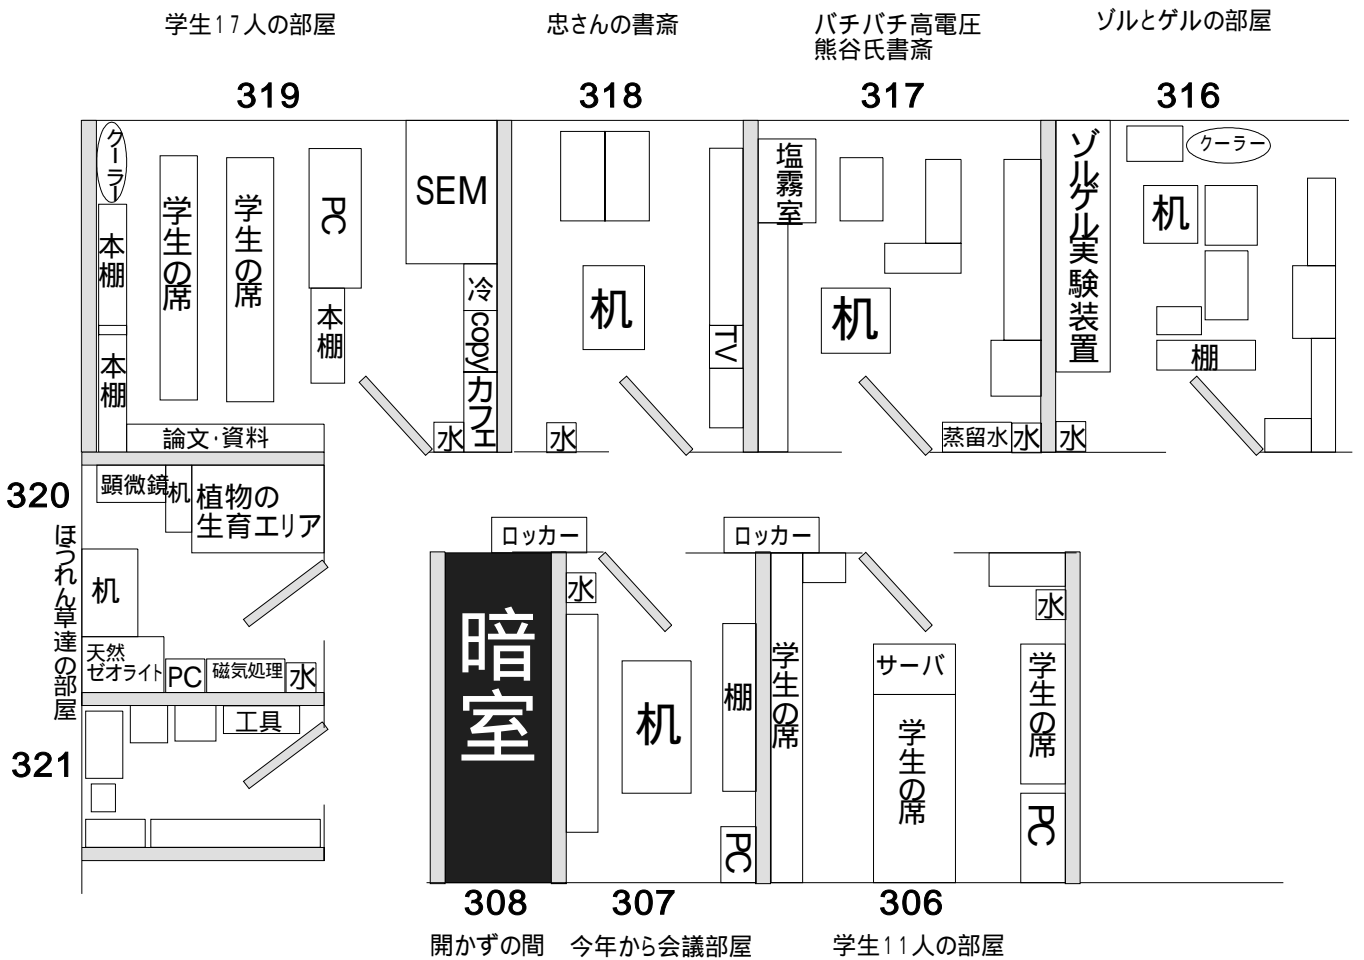 学生17人の部屋
忠さんの書斎
バチバチ高電圧
熊谷氏書斎
ゾルとゲルの部屋
319
318
317
316
クーラー
本棚
本棚
学生の席
学生の席
PC
本棚
SEM
冷
copy
カフェ
水
論文・資料
机
TV
水
塩霧室
机
蒸留水
水
ゾルゲル実験装置
クーラー
机
棚
水
320
ほうれん草達の部屋
顕微鏡
机
植物の
生育エリア
机
天然
ゼオライト
PC
磁気処理
水
321
工具
ロッカー
ロッカー
暗室
水
机
棚
PC
学生の席
サーバ
学生の席
水
学生の席
PC
308
307
306
開かずの間
今年から会議部屋
学生11人の部屋